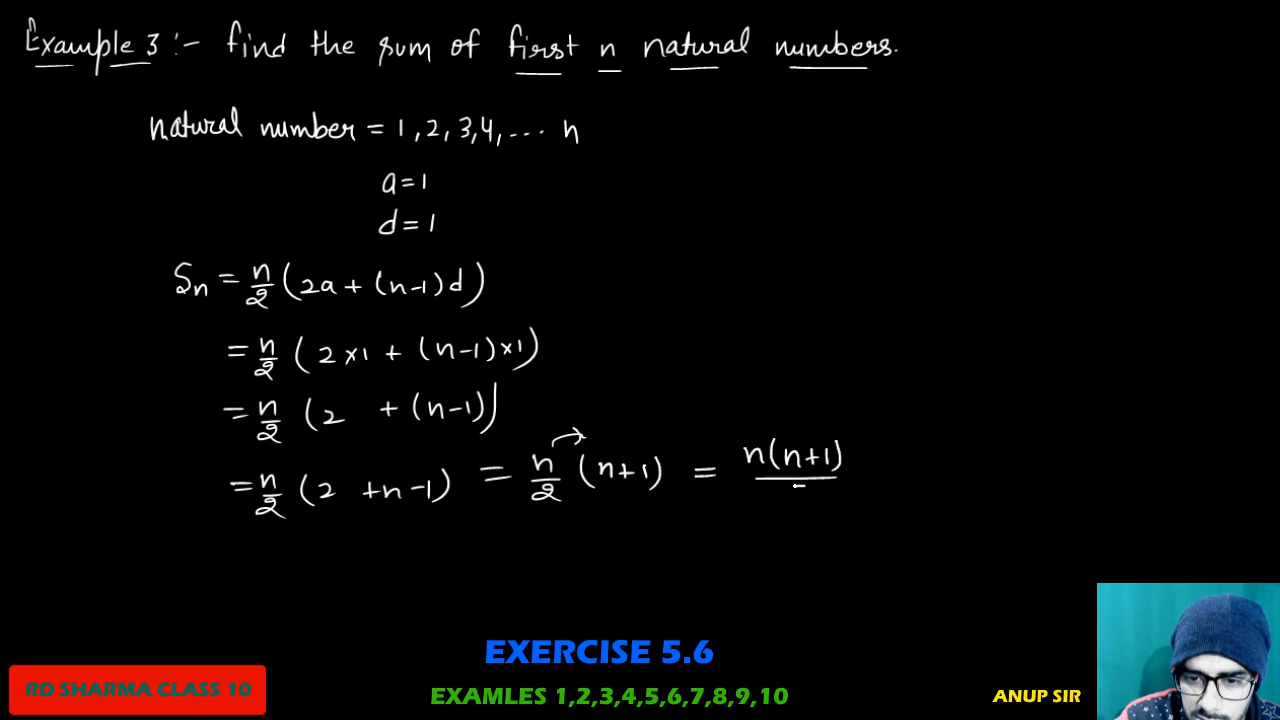 Example 3 :- find the sum of first n natural numbers.
natural number = 1, 2, 3, 4, ... n
a = 1
d = 1
Sn = n/2 (2a + (n-1)d)
= n/2 (2×1 + (n-1)×1)
= n/2 (2 + (n-1))
= n/2 (2 +n-1) = n/2 (n+1) = n(n+1)
EXERCISE 5.6
RD SHARMA CLASS 10
EXAMLES 1,2,3,4,5,6,7,8,9,10
ANUP SIR